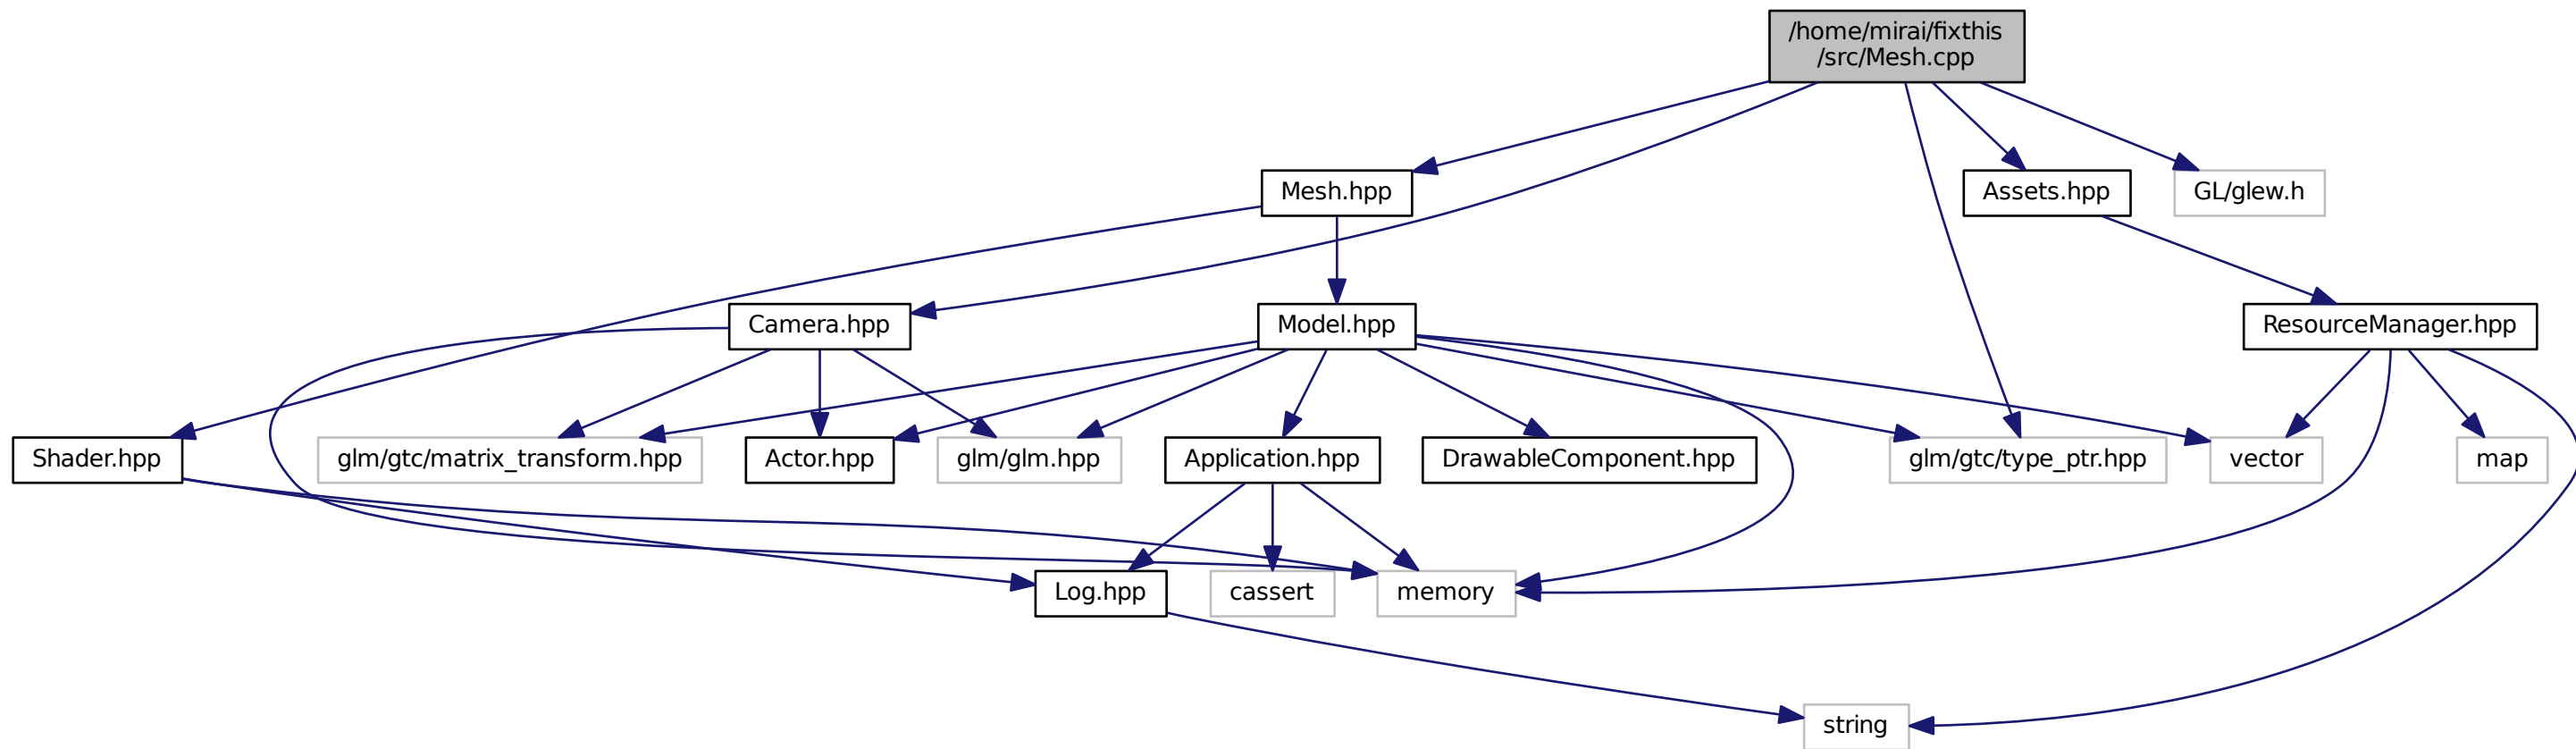 /home/mirai/fixthis
/src/Mesh.cpp
Mesh.hpp
Assets.hpp
GL/glew.h
Camera.hpp
Model.hpp
ResourceManager.hpp
Shader.hpp
glm/gtc/matrix_transform.hpp
Actor.hpp
glm/glm.hpp
Application.hpp
DrawableComponent.hpp
glm/gtc/type_ptr.hpp
vector
map
Log.hpp
cassert
memory
string